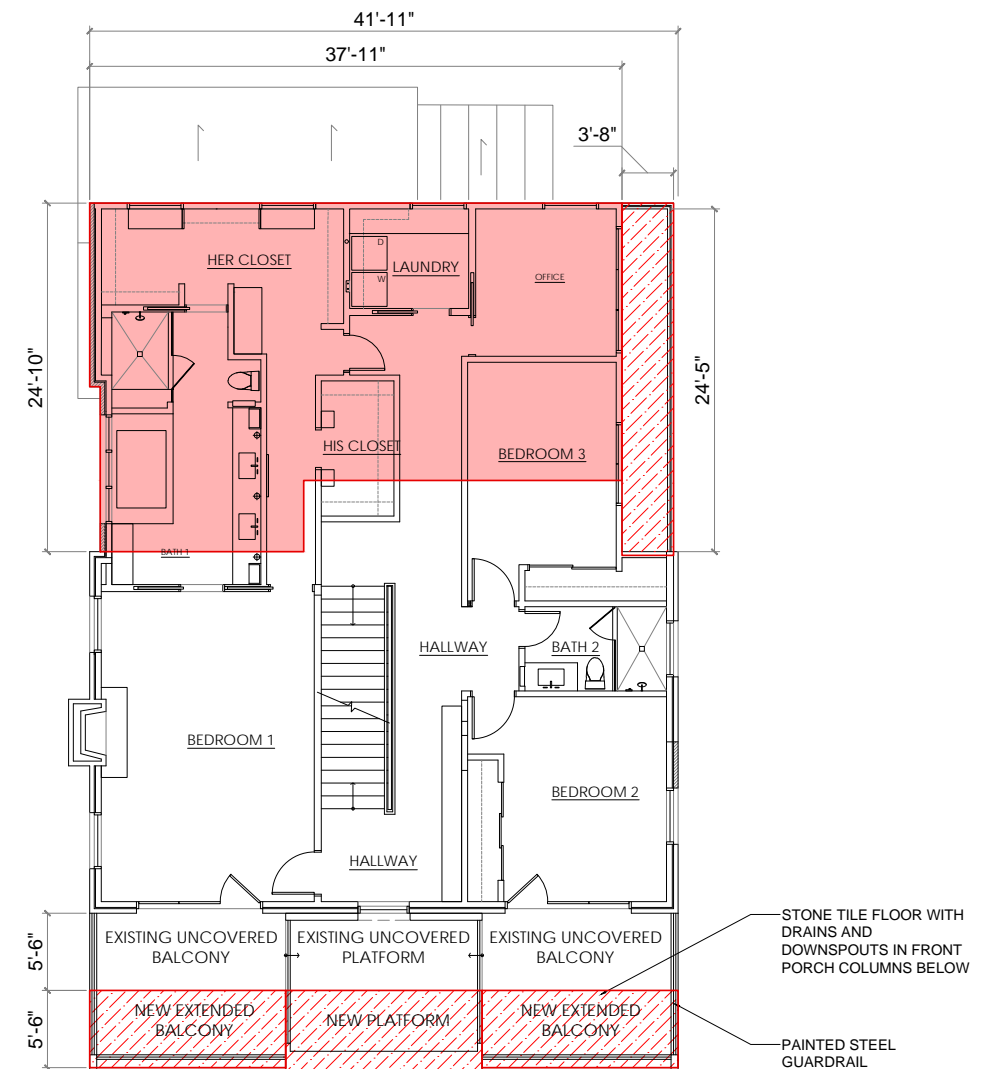 41'-11"
37'-11"
3'-8"
24'-10"
24'-5"
HER CLOSET
D
W
LAUNDRY
OFFICE
HIS CLOSET
BEDROOM 3
BATH 1
HALLWAY
BATH 2
BEDROOM 1
BEDROOM 2
HALLWAY
5'-6"
EXISTING UNCOVERED
BALCONY
EXISTING UNCOVERED
PLATFORM
EXISTING UNCOVERED
BALCONY
STONE TILE FLOOR WITH
DRAINS AND
DOWNSPOUTS IN FRONT
PORCH COLUMNS BELOW
5'-6"
NEW EXTENDED
BALCONY
NEW PLATFORM
NEW EXTENDED
BALCONY
PAINTED STEEL
GUARDRAIL